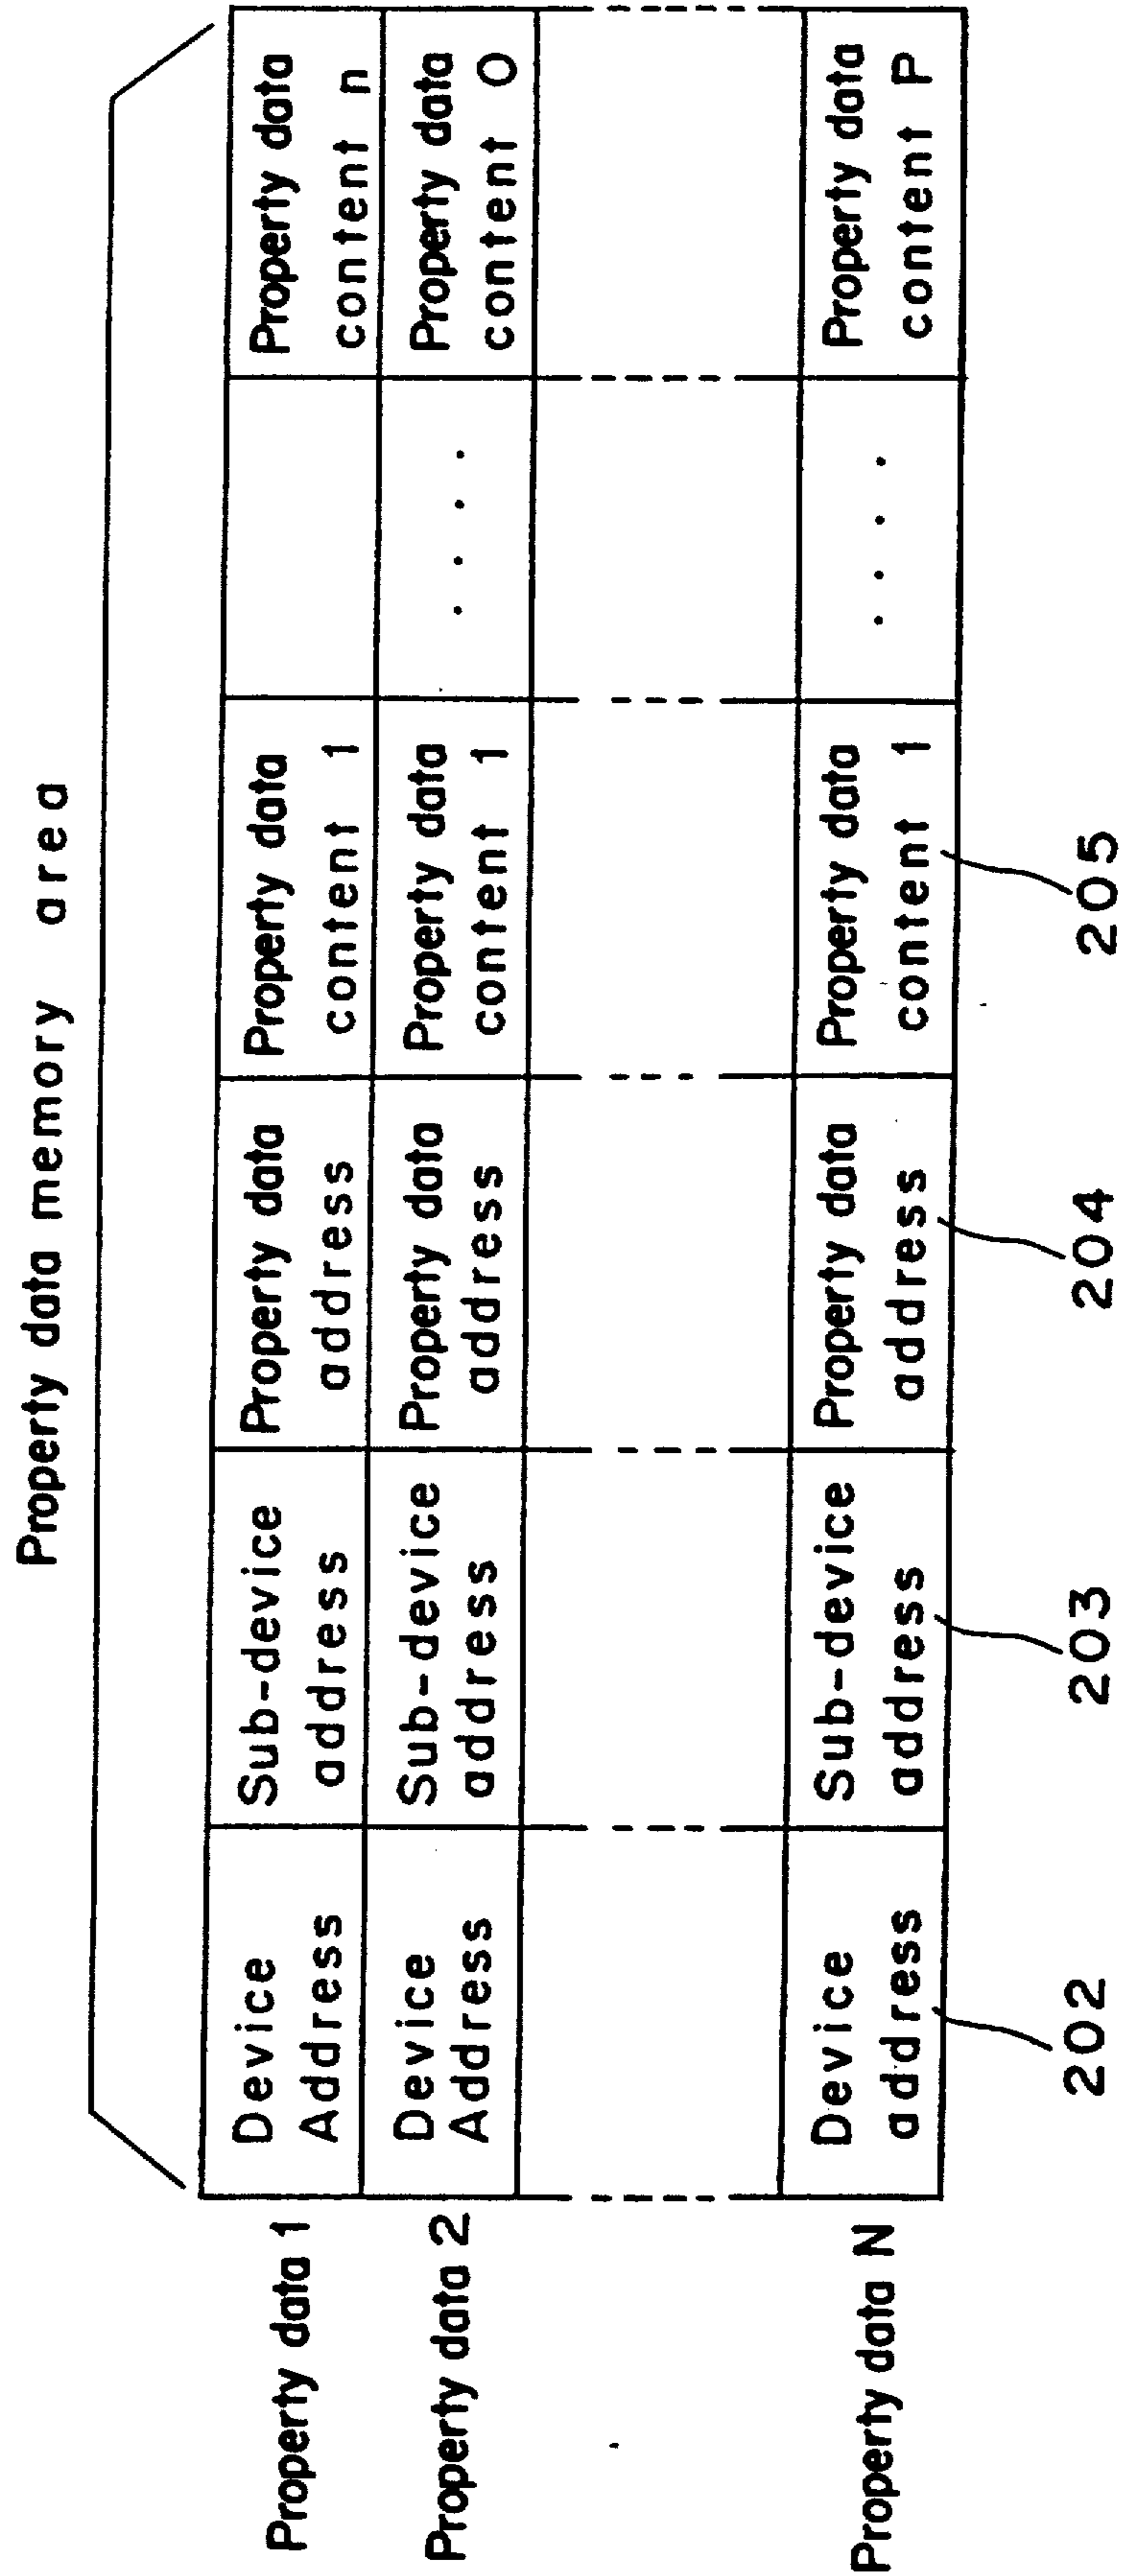 Property data memory area
Property data 1
Device
Address
Sub-device
address
Property data
address
Property data
content 1
Property data
content n
Property data 2
Device
Address
Sub-device
address
Property data
address
Property data
content 1
. . . .
Property data
content O
Property data N
Device
address
Sub-device
address
Property data
address
Property data
content 1
. . . .
Property data
content P
202
203
204
205